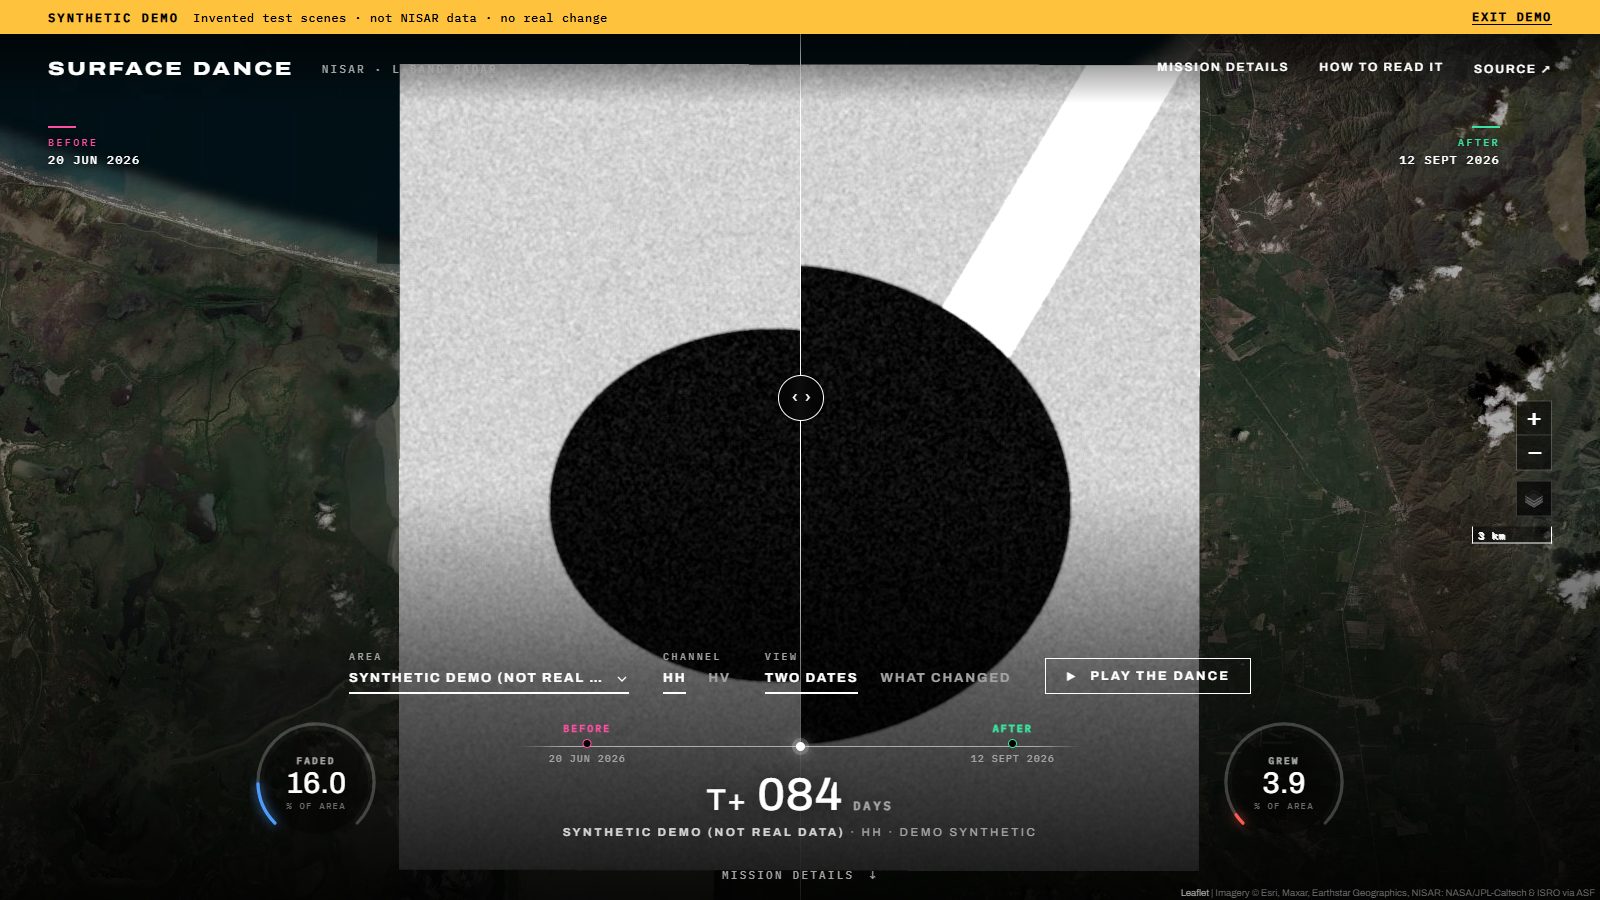 SYNTHETIC DEMO Invented test scenes · not NISAR data · no real change EXIT DEMO
SURFACE DANCE NISAR · L-BAND RADAR MISSION DETAILS HOW TO READ IT SOURCE ↗
BEFORE
20 JUN 2026
AFTER
12 SEPT 2026
‹ ›
+
−
3 km
AREA CHANNEL VIEW
SYNTHETIC DEMO (NOT REAL ... HH HV TWO DATES WHAT CHANGED ▶ PLAY THE DANCE
BEFORE AFTER
20 JUN 2026 12 SEPT 2026
FADED
16.0
% OF AREA
T+ 084 DAYS
SYNTHETIC DEMO (NOT REAL DATA) · HH · DEMO SYNTHETIC
GREW
3.9
% OF AREA
MISSION DETAILS ↓
Leaflet | Imagery © Esri, Maxar, Earthstar Geographics, NISAR: NASA/JPL-Caltech & ISRO via ASF